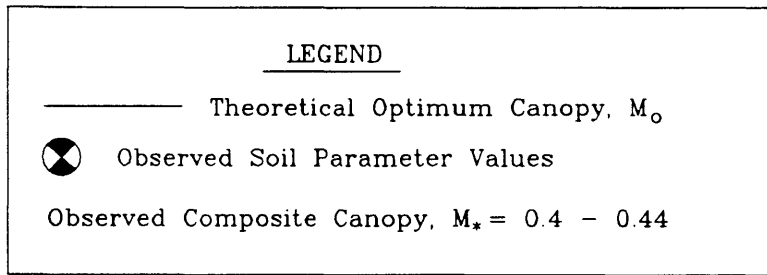 LEGEND
Theoretical Optimum Canopy, Mₒ
Observed Soil Parameter Values
Observed Composite Canopy, M* = 0.4 - 0.44